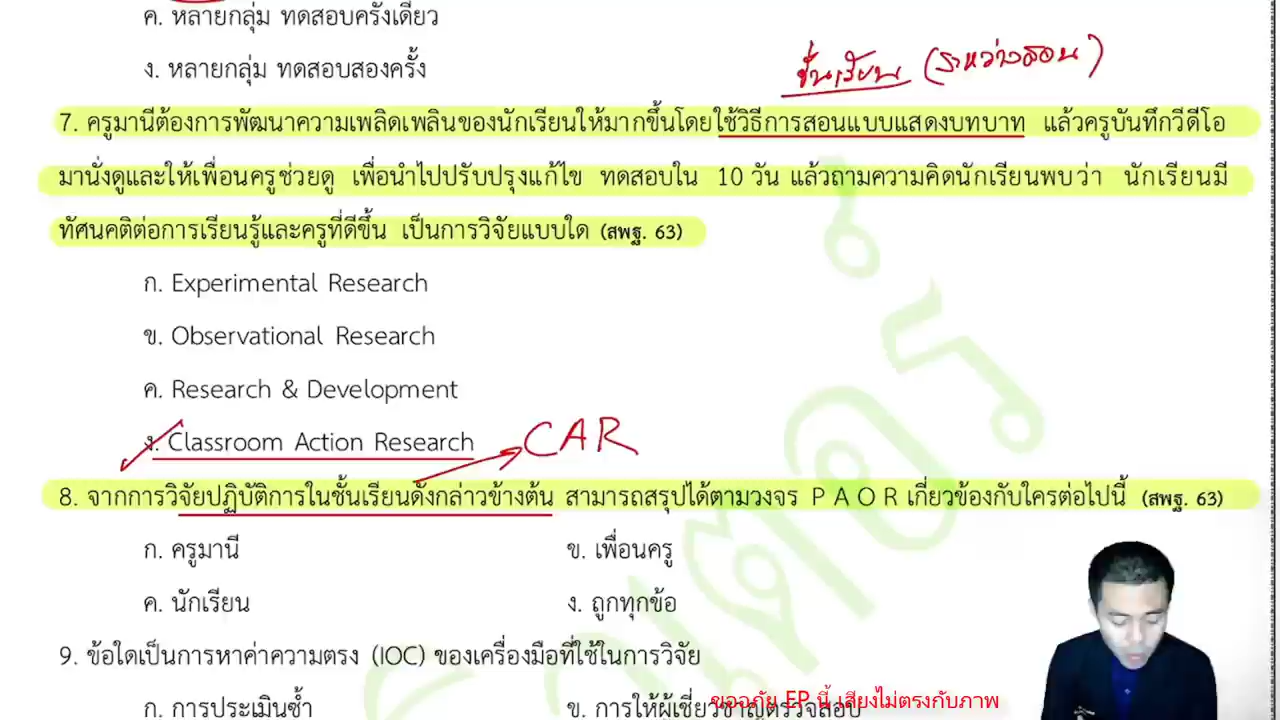 ค. หลายกลุ่ม ทดสอบครั้งเดียว
ง. หลายกลุ่ม ทดสอบสองครั้ง
ชั้นเรียน (ระหว่างสอน)
7. ครูมานีต้องการพัฒนาความเพลิดเพลินของนักเรียนให้มากขึ้นโดยใช้วิธีการสอนแบบแสดงบทบาท แล้วครูบันทึกวีดีโอ
มานั่งดูและให้เพื่อนครูช่วยดู เพื่อนำไปปรับปรุงแก้ไข ทดสอบใน 10 วัน แล้วถามความคิดนักเรียนพบว่า นักเรียนมี
ทัศนคติต่อการเรียนรู้และครูที่ดีขึ้น เป็นการวิจัยแบบใด (สพฐ. 63)
ก. Experimental Research
ข. Observational Research
ค. Research & Development
ง. Classroom Action Research
CAR
8. จากการวิจัยปฏิบัติการในชั้นเรียนดังกล่าวข้างต้น สามารถสรุปได้ตามวงจร P A O R เกี่ยวข้องกับใครต่อไปนี้ (สพฐ. 63)
ก. ครูมานี ข. เพื่อนครู
ค. นักเรียน ง. ถูกทุกข้อ
9. ข้อใดเป็นการหาค่าความตรง (IOC) ของเครื่องมือที่ใช้ในการวิจัย
ก. การประเมินซ้ำ ข. การให้ผู้เชี่ยวชาญตรวจสอบ
ขออภัย EP นี้ เสียงไม่ตรงกับภาพ